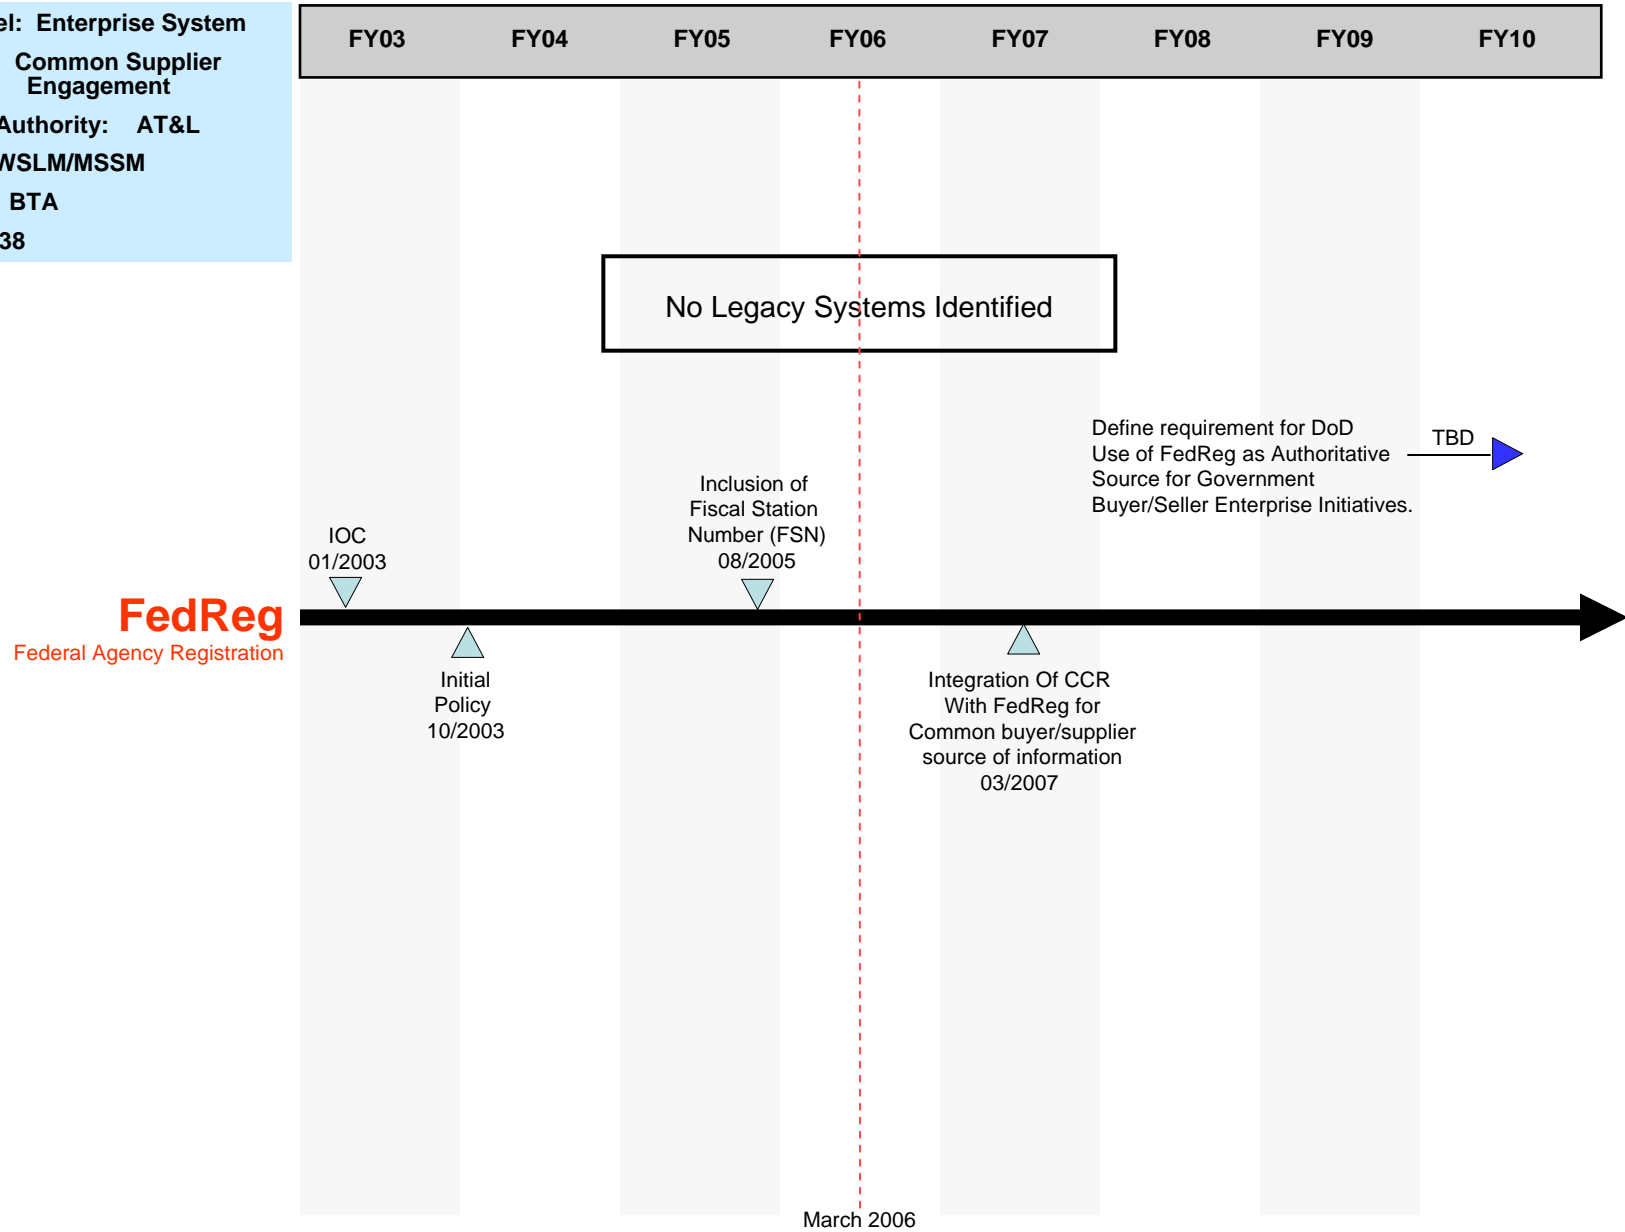 el: Enterprise System
Common Supplier
Engagement
Authority: AT&L
WSLM/MSSM
BTA
38
FY03 FY04 FY05 FY06 FY07 FY08 FY09 FY10
No Legacy Systems Identified
Define requirement for DoD
Use of FedReg as Authoritative
Source for Government
Buyer/Seller Enterprise Initiatives.
TBD
Inclusion of
Fiscal Station
Number (FSN)
08/2005
IOC
01/2003
FedReg
Federal Agency Registration
Initial
Policy
10/2003
Integration Of CCR
With FedReg for
Common buyer/supplier
source of information
03/2007
March 2006